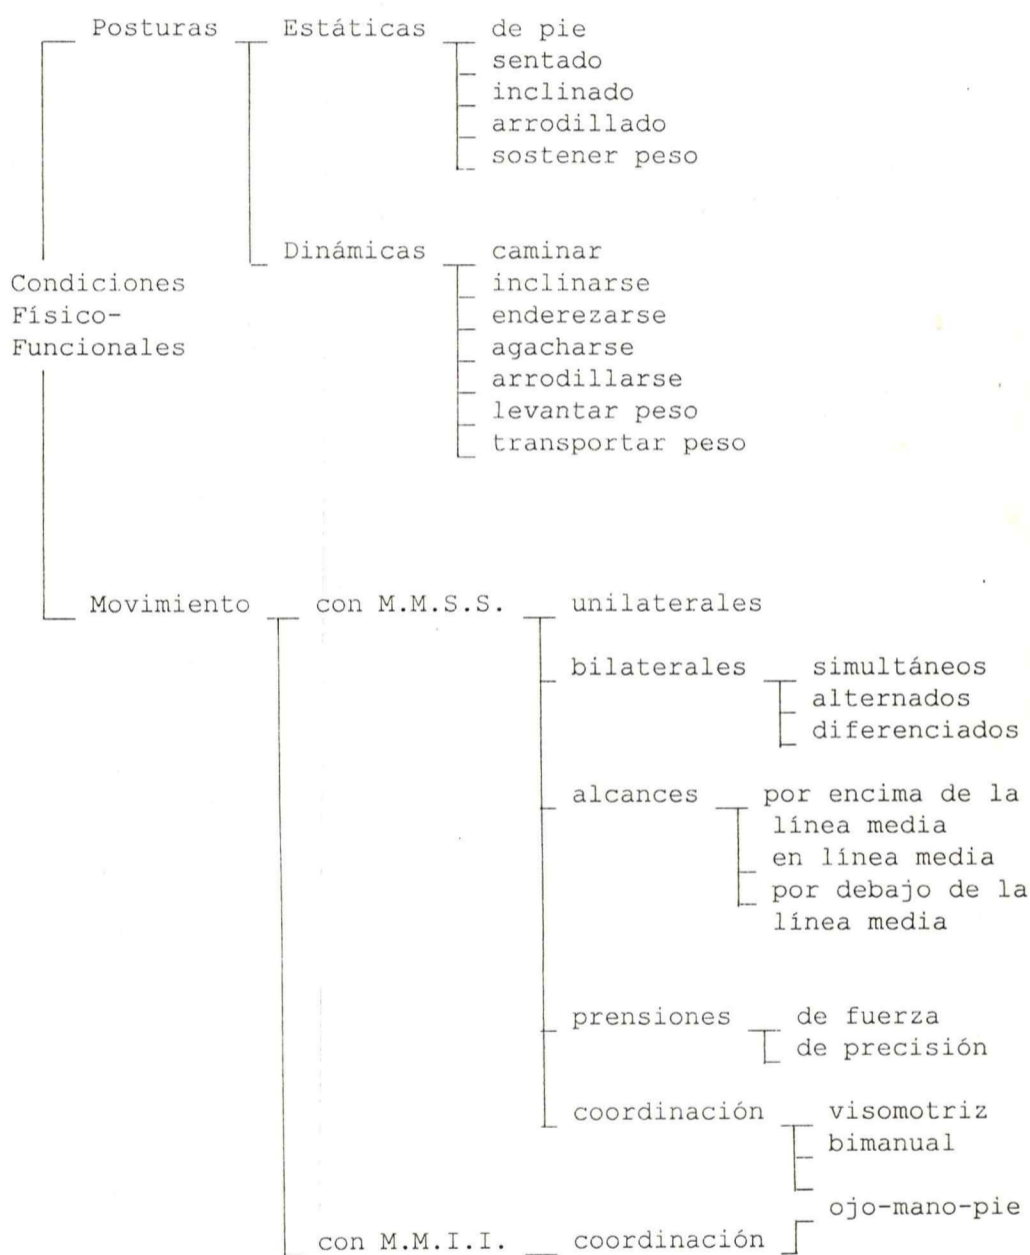 Posturas Estáticas de pie
sentado
inclinado
arrodillado
sostener peso
Dinámicas caminar
Condiciones inclinarse
Físico- enderezarse
Funcionales agacharse
arrodillarse
levantar peso
transportar peso
Movimiento con M.M.S.S. unilaterales
bilaterales simultáneos
alternados
diferenciados
alcances por encima de la
línea media
en línea media
por debajo de la
línea media
prensiones de fuerza
de precisión
coordinación visomotriz
bimanual
ojo-mano-pie
con M.M.I.I. coordinación